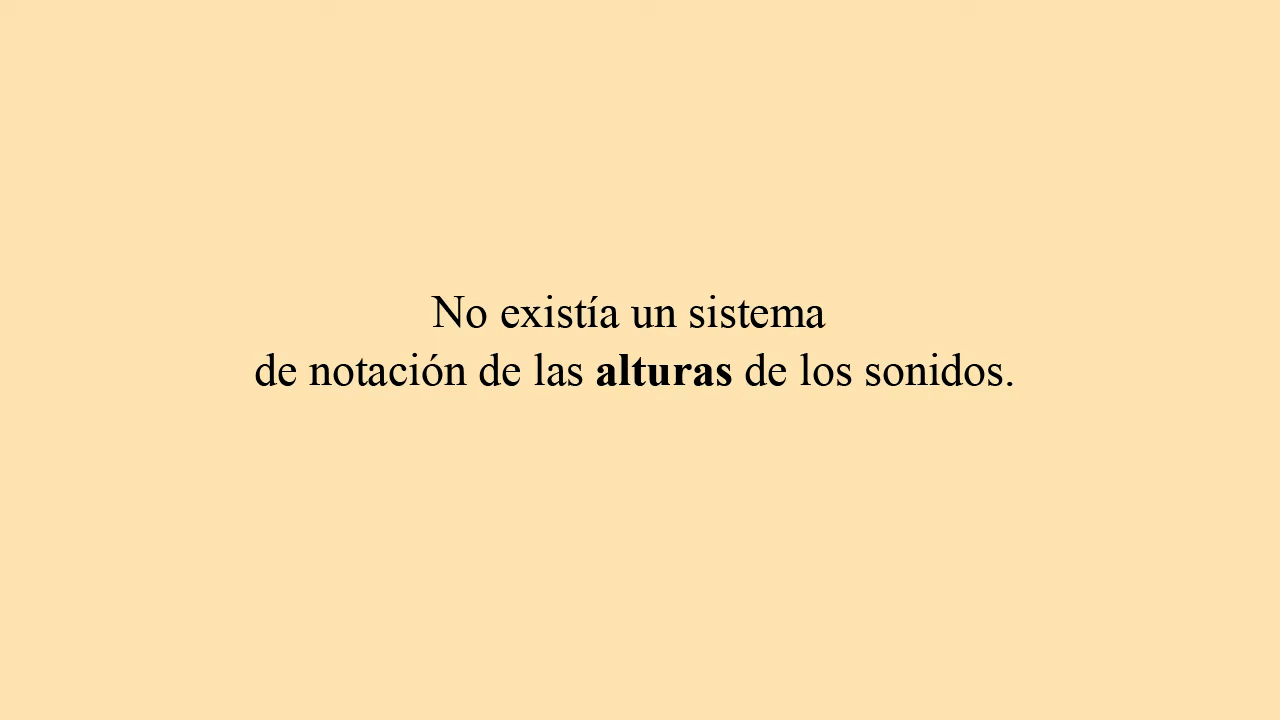 No existía un sistema
de notación de las alturas de los sonidos.